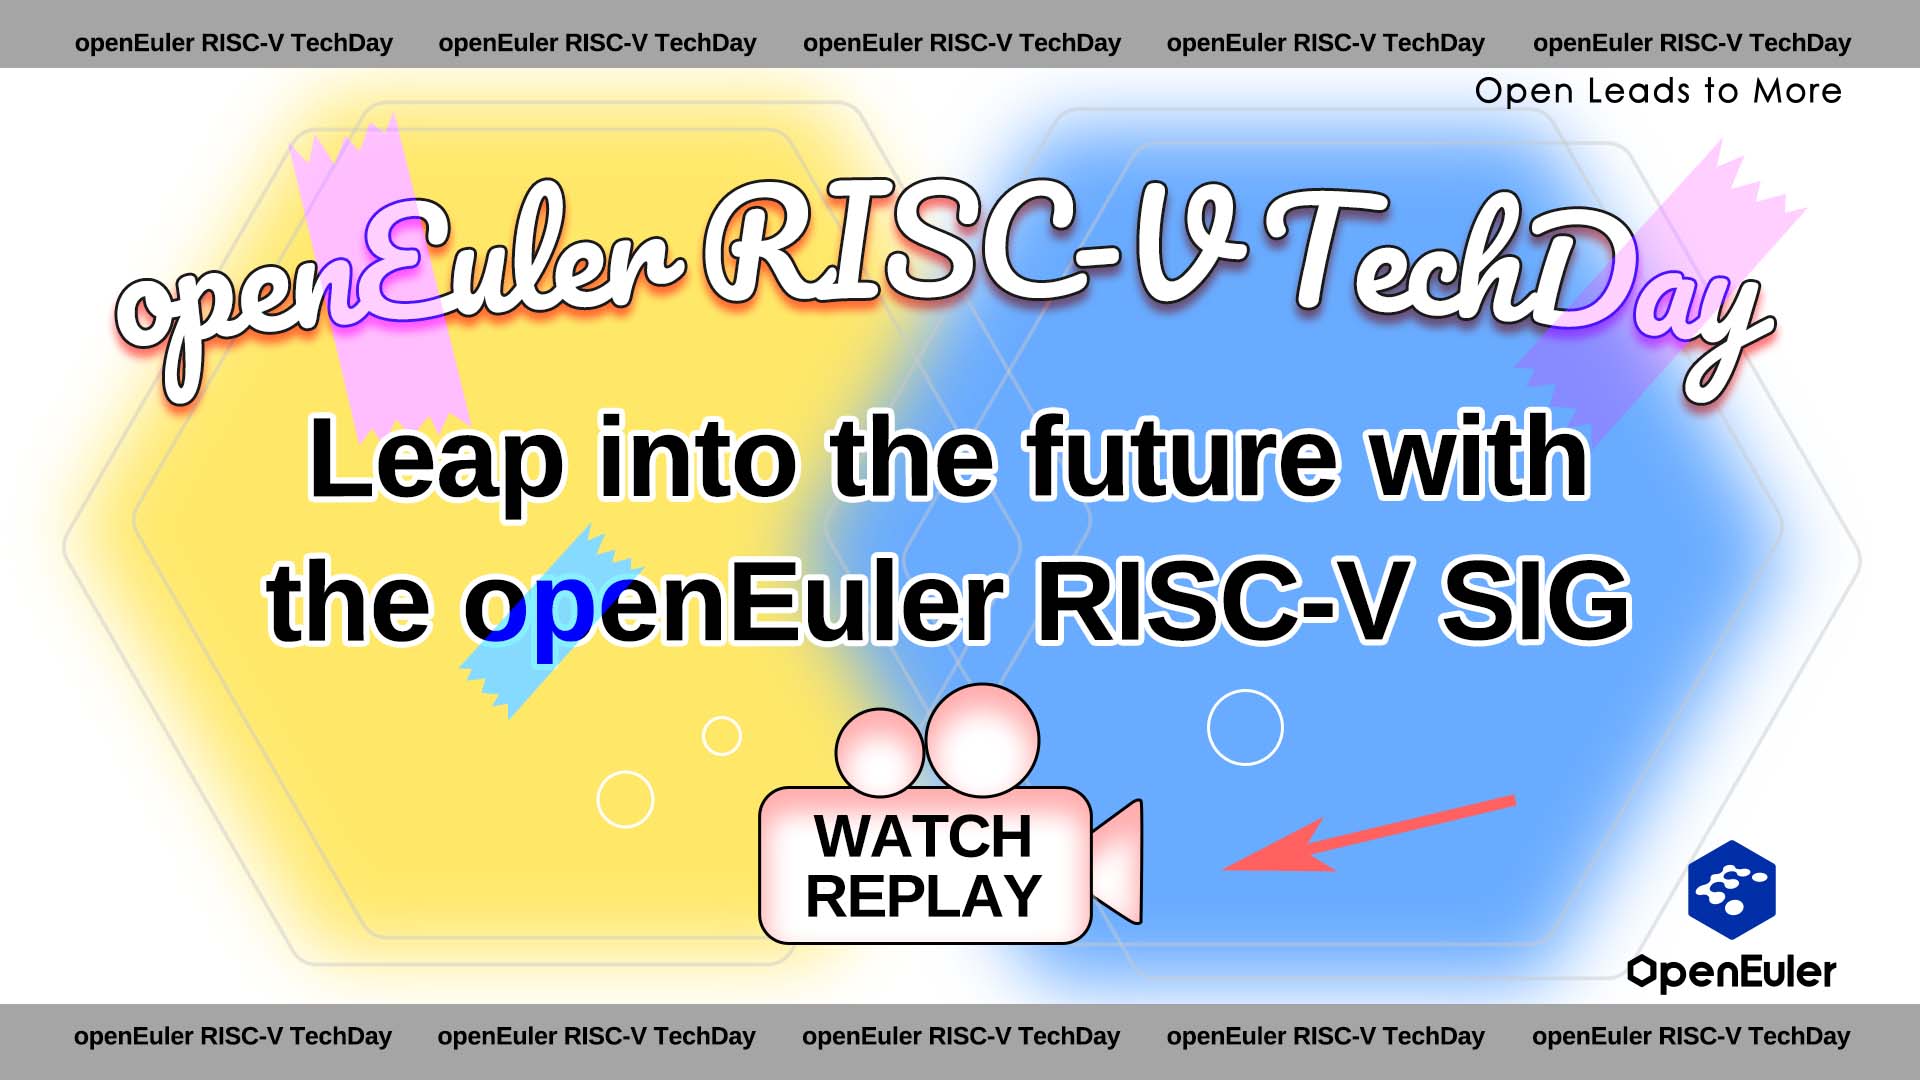 openEuler RISC-V TechDay openEuler RISC-V TechDay openEuler RISC-V TechDay openEuler RISC-V TechDay openEuler RISC-V TechDay
Open Leads to More
openEuler RISC-V TechDay
Leap into the future with
the openEuler RISC-V SIG
WATCH
REPLAY
OpenEuler
openEuler RISC-V TechDay openEuler RISC-V TechDay openEuler RISC-V TechDay openEuler RISC-V TechDay openEuler RISC-V TechDay